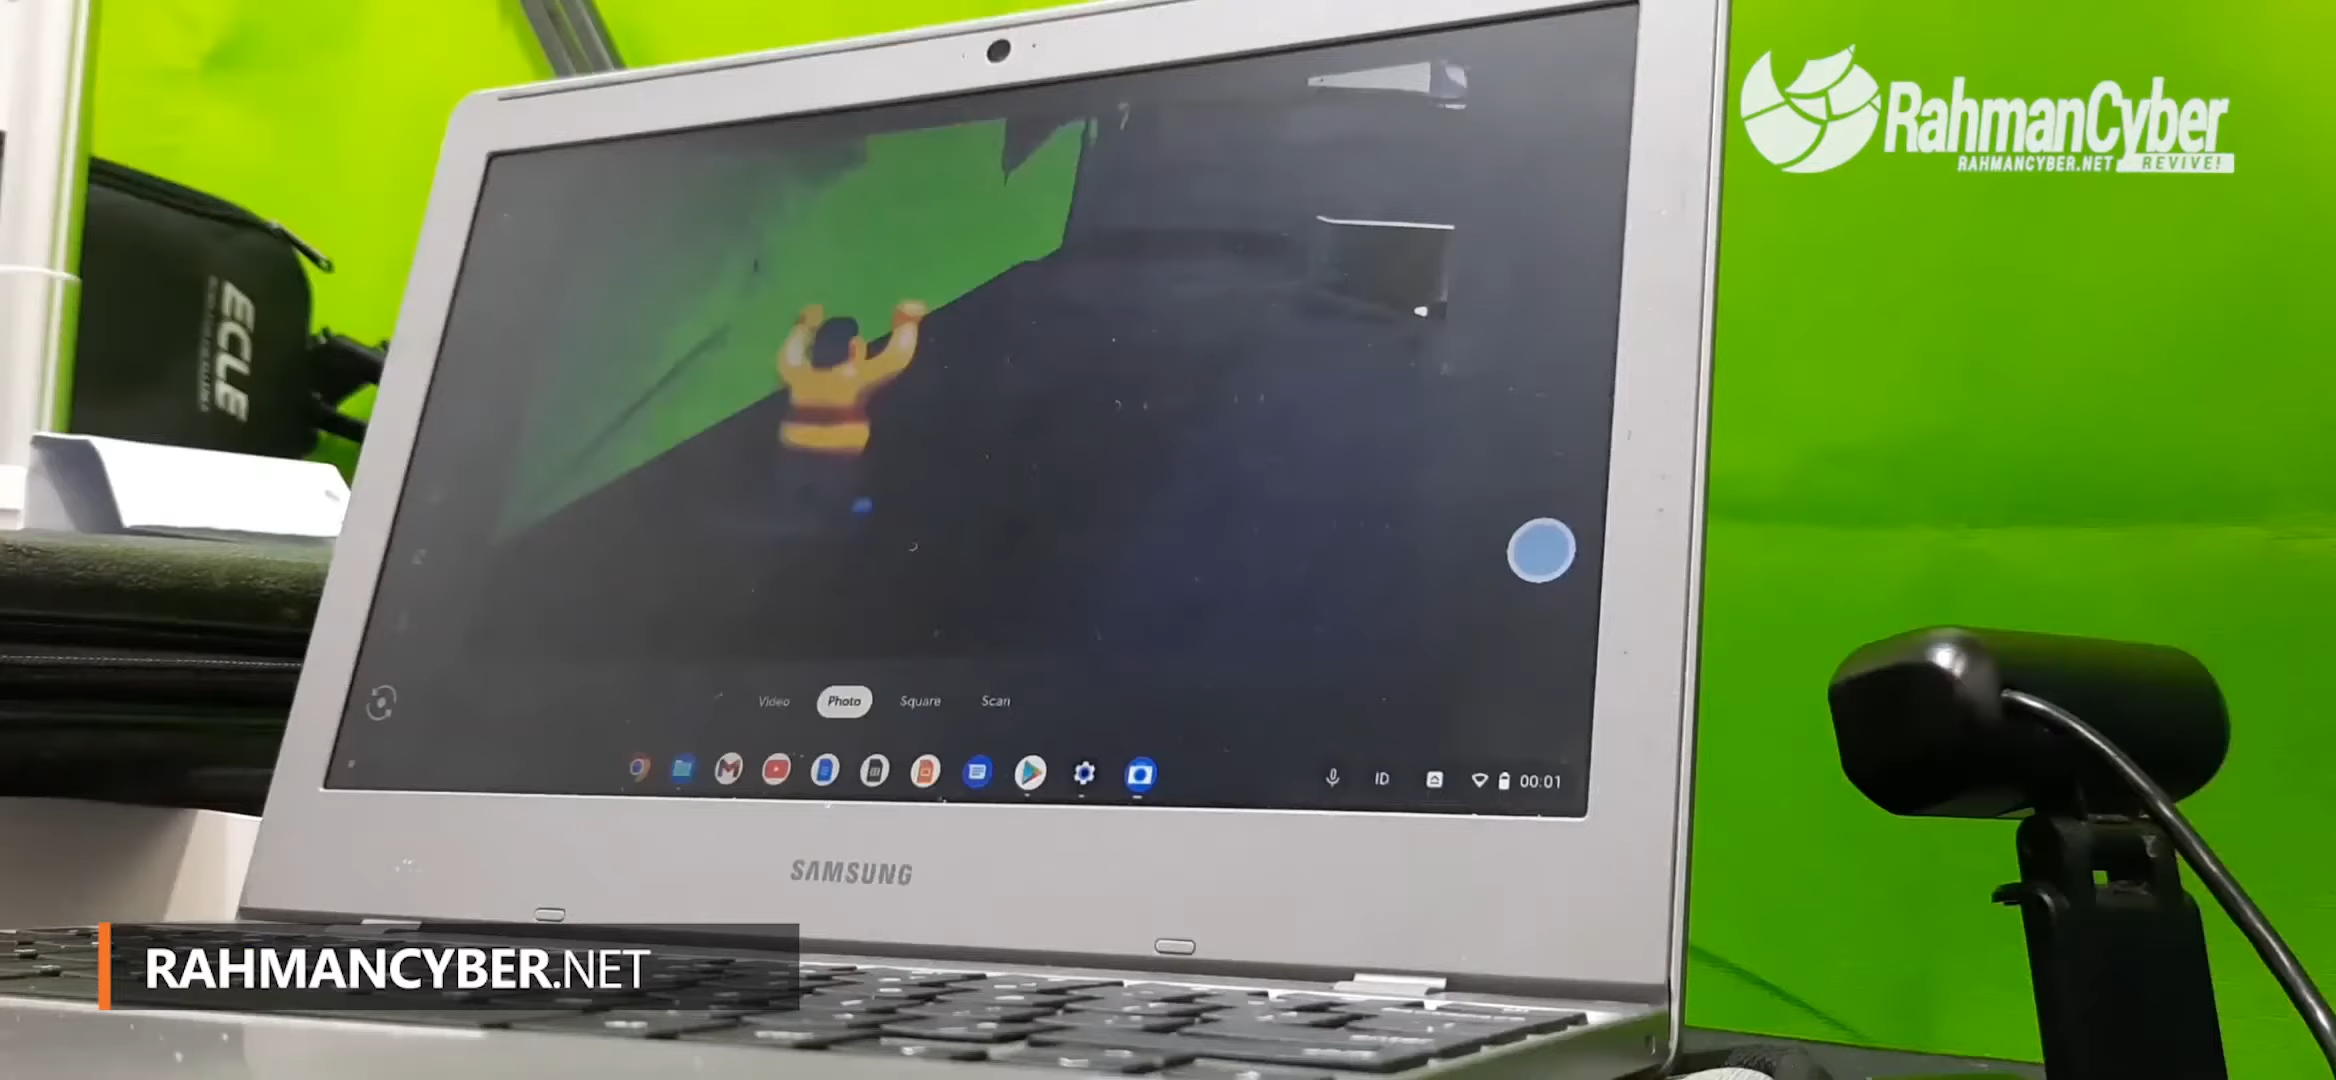 RahmanCyber
RAHMANCYBER.NET REVIVE!
ECLE
Video Photo Square Scan
ID 00:01
SAMSUNG
RAHMANCYBER.NET